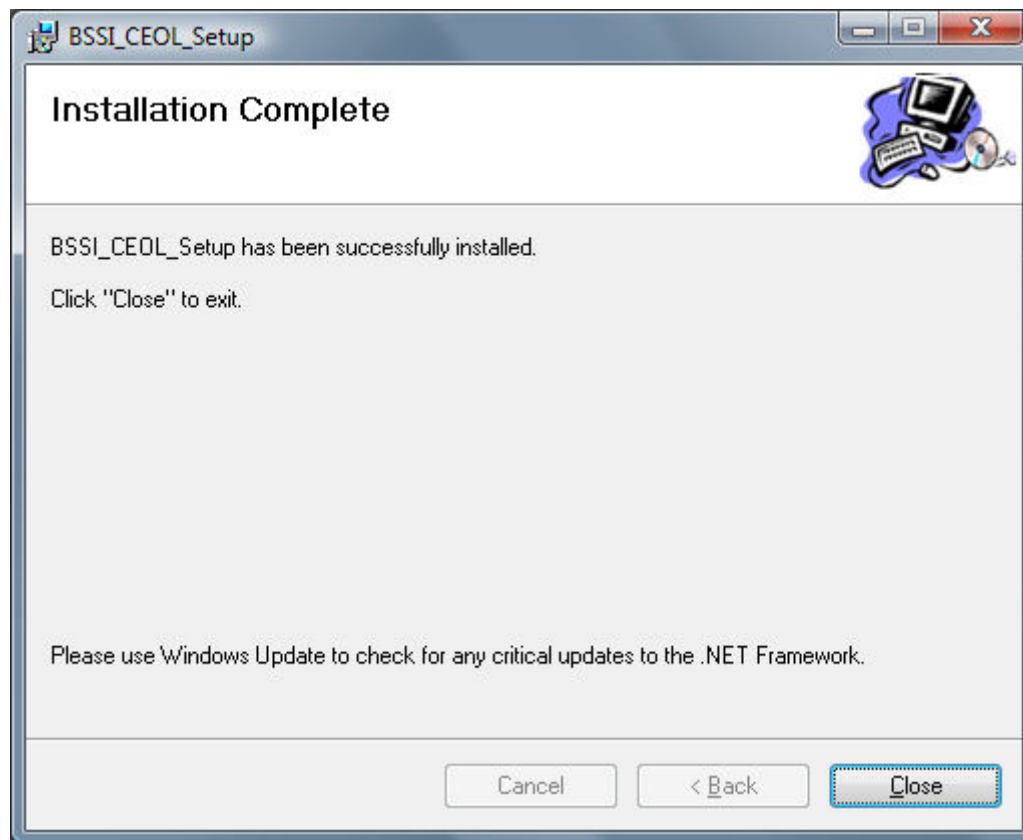 BSSI_CEOL_Setup
Installation Complete
BSSI_CEOL_Setup has been successfully installed.
Click "Close" to exit.
Please use Windows Update to check for any critical updates to the .NET Framework.
Cancel
< Back
Close